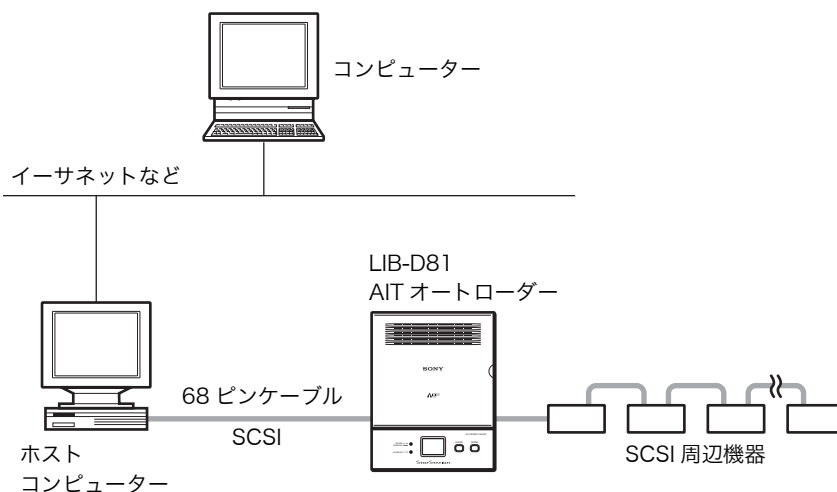 コンピューター
イーサネットなど
LIB-D81
AIT オートローダー
SONY
68 ピンケーブル
SCSI
ホスト
コンピューター
SCSI 周辺機器